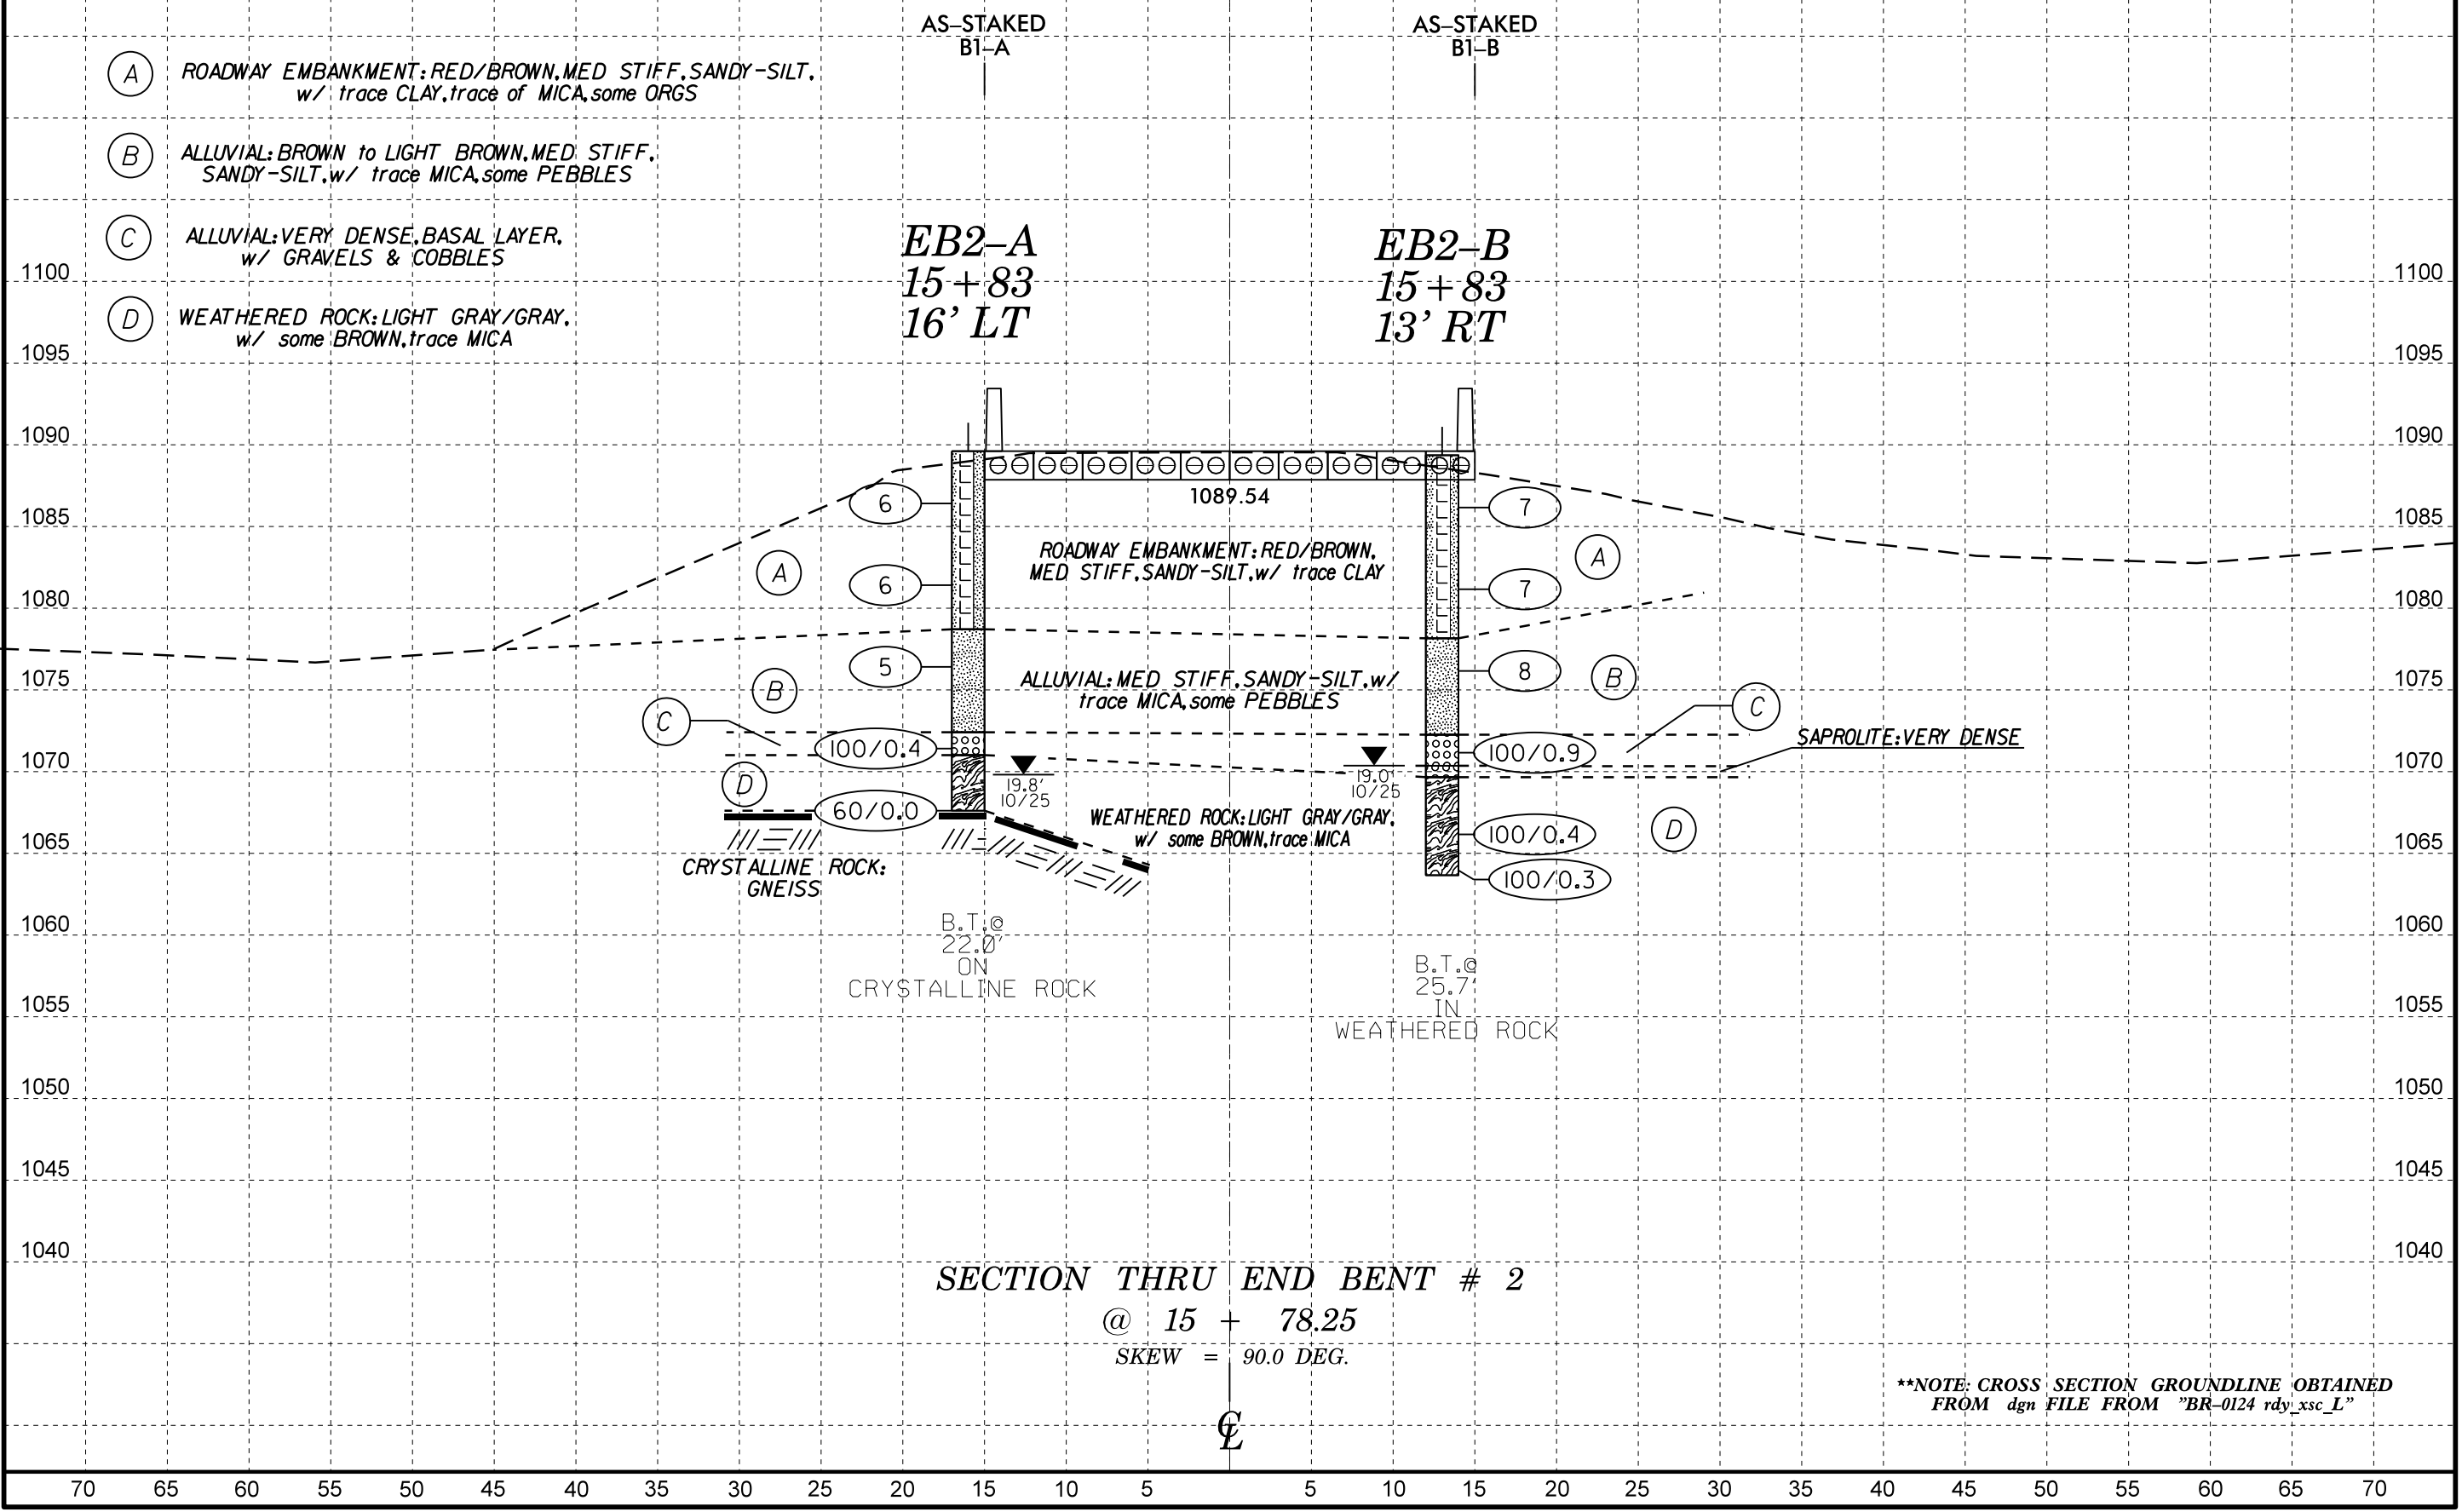 AS–STAKED
B1–A
AS–STAKED
B1–B
A ROADWAY EMBANKMENT: RED/BROWN, MED STIFF, SANDY-SILT,
w/ trace CLAY, trace of MICA, some ORGS
B ALLUVIAL: BROWN to LIGHT BROWN, MED STIFF,
SANDY-SILT, w/ trace MICA, some PEBBLES
C ALLUVIAL: VERY DENSE, BASAL LAYER,
w/ GRAVELS & COBBLES
D WEATHERED ROCK: LIGHT GRAY/GRAY,
w/ some BROWN, trace MICA
EB2–A
15+83
16' LT
EB2–B
15+83
13' RT
1100 1100
1095 1095
1090 1090
1089.54
6 7
1085 1085
ROADWAY EMBANKMENT: RED/BROWN,
MED STIFF, SANDY-SILT, w/ trace CLAY
A A
6 7
1080 1080
1075 1075
5 8
ALLUVIAL: MED STIFF, SANDY-SILT, w/
trace MICA, some PEBBLES
B B
C C
SAPROLITE: VERY DENSE
100/0.4 100/0.9
1070 1070
19.8'
10/25
19.0'
10/25
D D
60/0.0
WEATHERED ROCK: LIGHT GRAY/GRAY,
w/ some BROWN, trace MICA
100/0.4
1065 1065
CRYSTALLINE ROCK:
GNEISS
100/0.3
1060 1060
B.T.@
22.0'
ON
CRYSTALLINE ROCK
B.T.@
25.7'
IN
WEATHERED ROCK
1055 1055
1050 1050
1045 1045
1040 1040
SECTION THRU END BENT # 2
@ 15 + 78.25
SKEW = 90.0 DEG.
**NOTE: CROSS SECTION GROUNDLINE OBTAINED
FROM dgn FILE FROM "BR–0124 rdy_xsc_L"
℄
70 65 60 55 50 45 40 35 30 25 20 15 10 5 5 10 15 20 25 30 35 40 45 50 55 60 65 70